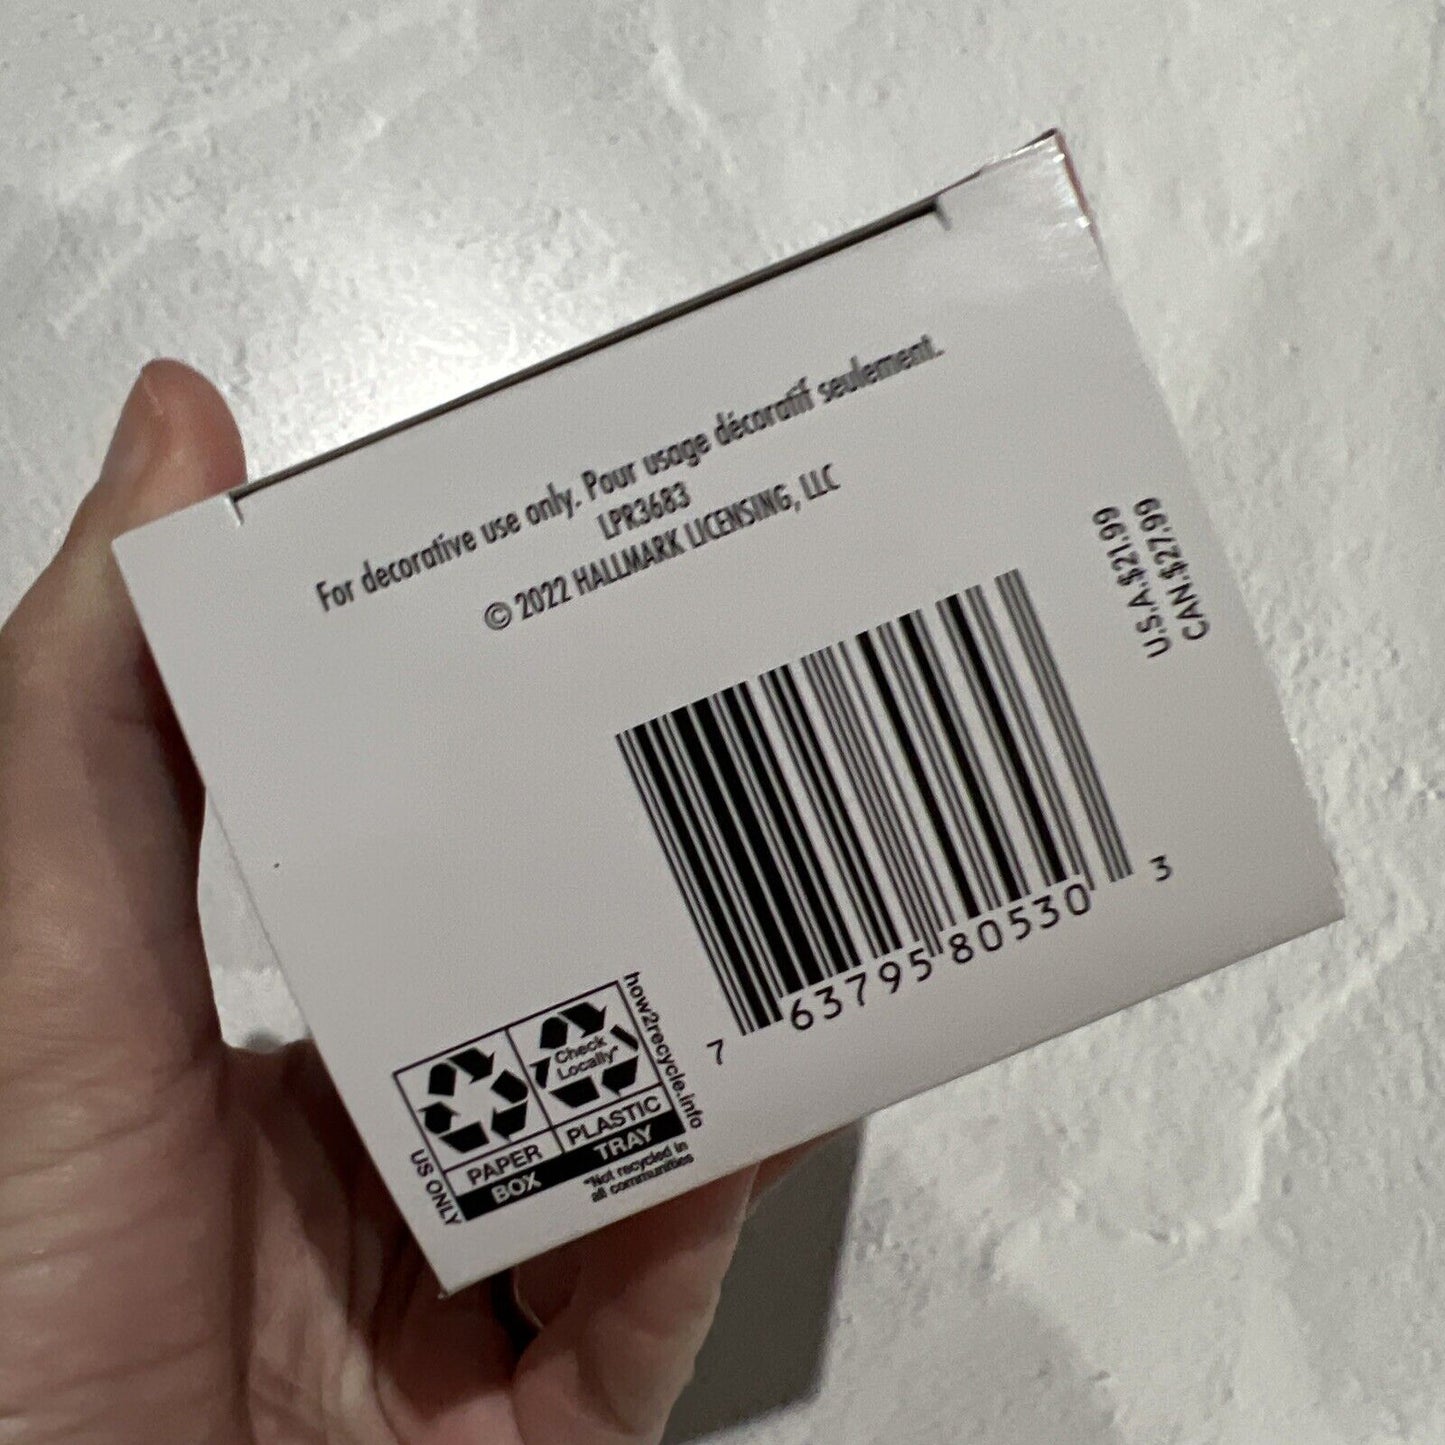 For decorative use only. Pour usage décoratif seulement.
LPR3683
© 2022 HALLMARK LICENSING, LLC
U.S.A.$21.99
CAN.$27.99
7 63795 80530 3
how2recycle.info
Check
Locally*
PAPER PLASTIC
BOX TRAY
US ONLY
*Not recycled in
all communities